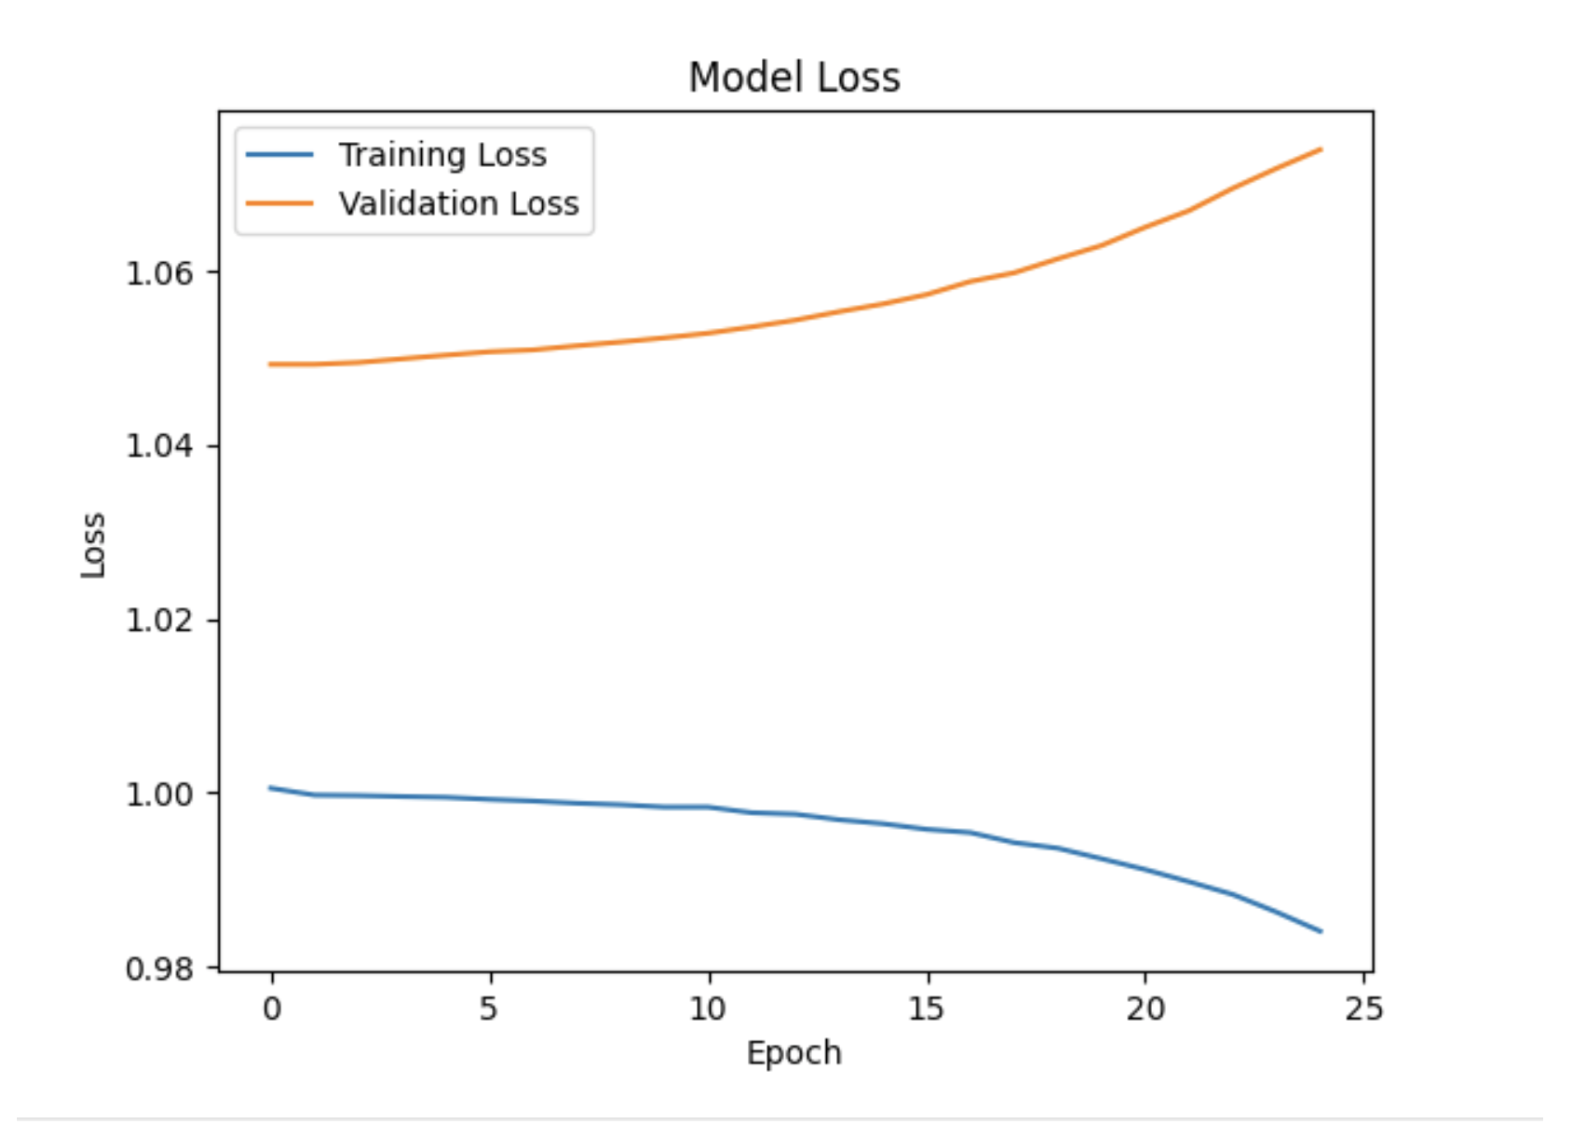 Model Loss
Training Loss
Validation Loss
1.06
1.04
1.02
1.00
0.98
Loss
0 5 10 15 20 25
Epoch